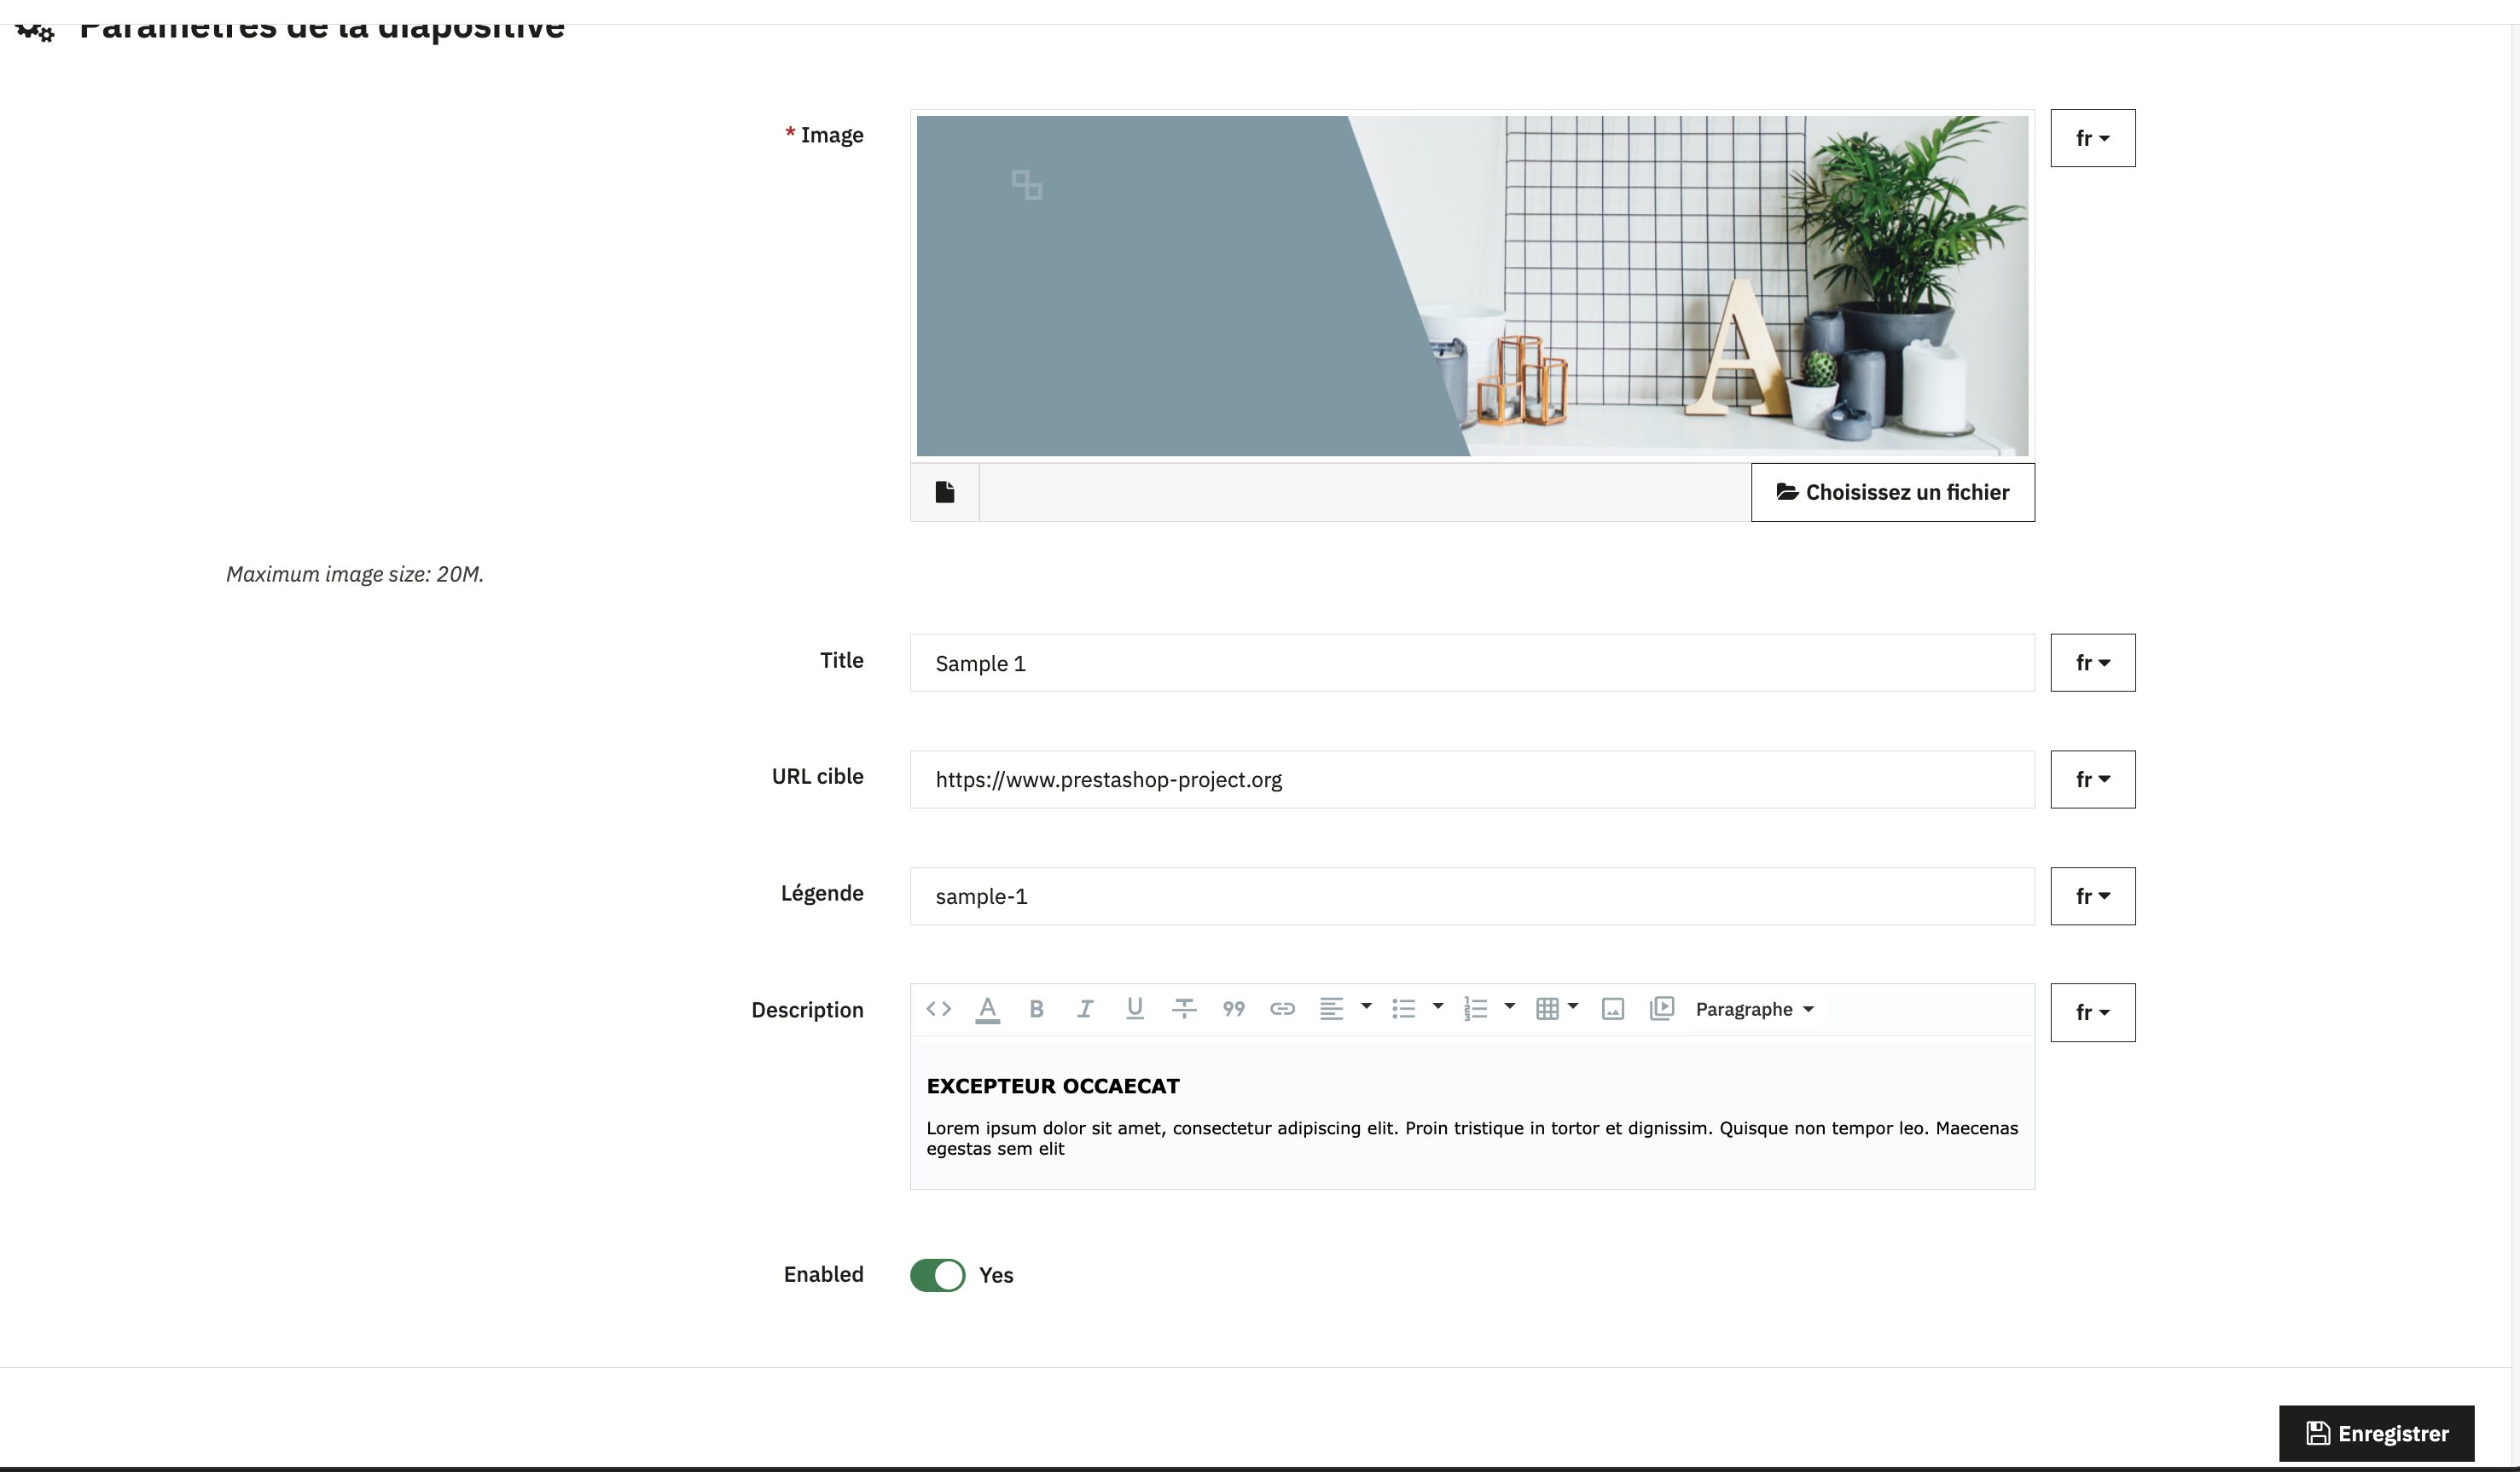 Paramètres de la diapositive
* Image
fr
Choisissez un fichier
Maximum image size: 20M.
Title
Sample 1
fr
URL cible
https://www.prestashop-project.org
fr
Légende
sample-1
fr
Description
Paragraphe
fr
EXCEPTEUR OCCAECAT
Lorem ipsum dolor sit amet, consectetur adipiscing elit. Proin tristique in tortor et dignissim. Quisque non tempor leo. Maecenas
egestas sem elit
Enabled
Yes
Enregistrer